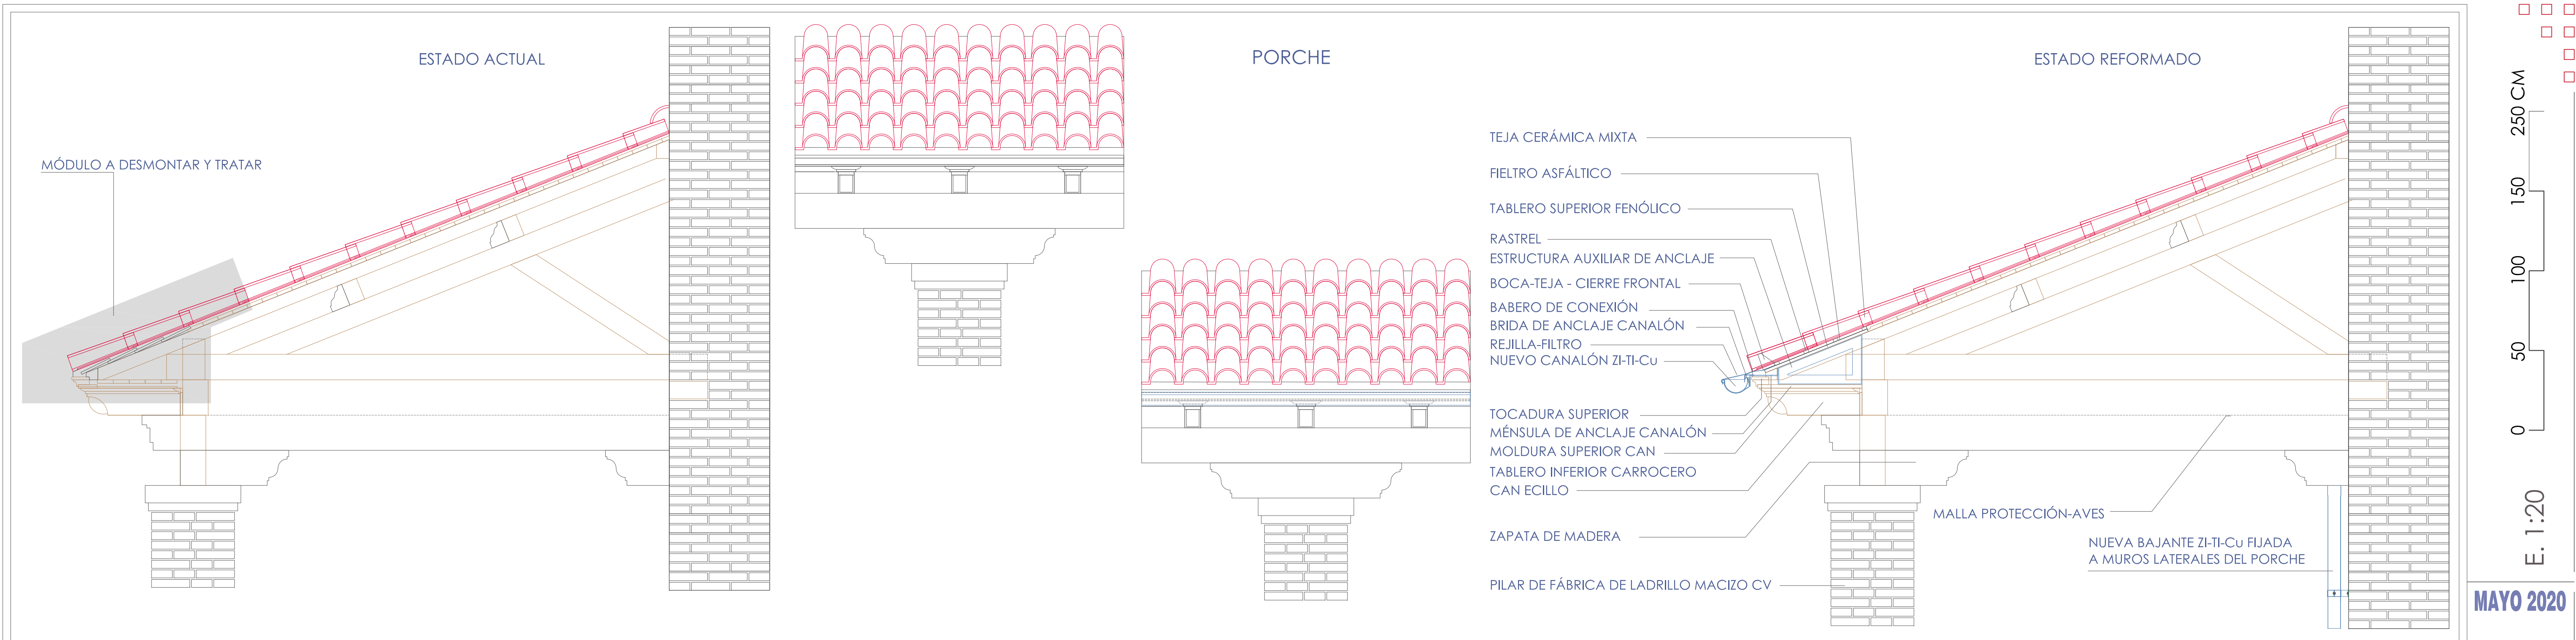 ESTADO ACTUAL
PORCHE
ESTADO REFORMADO
MÓDULO A DESMONTAR Y TRATAR
TEJA CERÁMICA MIXTA
FIELTRO ASFÁLTICO
TABLERO SUPERIOR FENÓLICO
RASTREL
ESTRUCTURA AUXILIAR DE ANCLAJE
BOCA-TEJA - CIERRE FRONTAL
BABERO DE CONEXIÓN
BRIDA DE ANCLAJE CANALÓN
REJILLA-FILTRO
NUEVO CANALÓN ZI-TI-Cu
TOCADURA SUPERIOR
MÉNSULA DE ANCLAJE CANALÓN
MOLDURA SUPERIOR CAN
TABLERO INFERIOR CARROCERO
CAN ECILLO
ZAPATA DE MADERA
PILAR DE FÁBRICA DE LADRILLO MACIZO CV
MALLA PROTECCIÓN-AVES
NUEVA BAJANTE ZI-TI-Cu FIJADA
A MUROS LATERALES DEL PORCHE
250 CM
150
100
50
0
E. 1:20
MAYO 2020